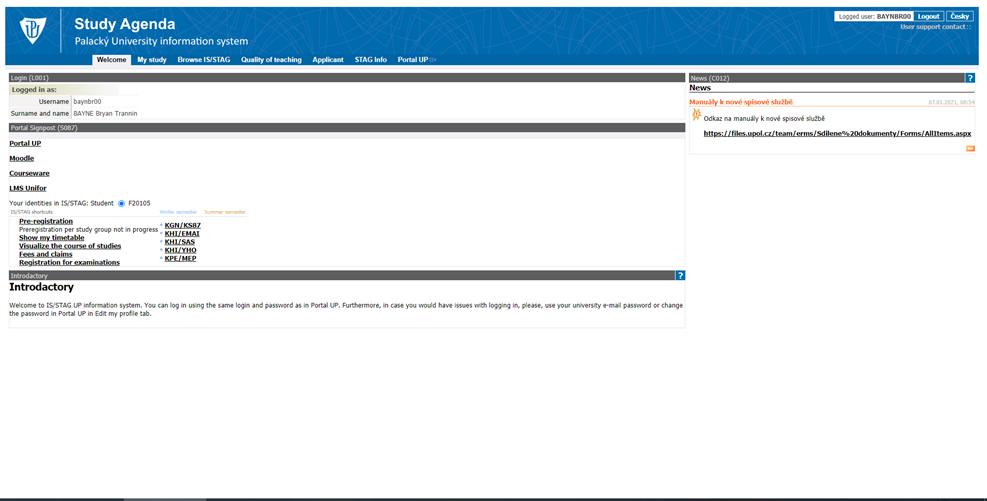 Study Agenda
Palacký University information system
Logged user: BAYNBR00 Logout Česky
User support contact ::
Welcome My study Browse IS/STAG Quality of teaching Applicant STAG Info Portal UP
Login (L001)
Logged in as:
Username baynbr00
Surname and name BAYNE Bryan Trannin
Portal Signpost (S087)
Portal UP
Moodle
Courseware
LMS Unifor
Your identities in IS/STAG: Student F20105
IS/STAG shortcuts Winter semester Summer semester
Pre-registration
Preregistration per study group not in progress
Show my timetable
Visualize the course of studies
Fees and claims
Registration for examinations
KGN/KS87
KHI/EMAI
KHI/SAS
KHI/YHO
KPE/MEP
Introdactory ?
Introdactory
Welcome to IS/STAG UP information system. You can log in using the same login and password as in Portal UP. Furthermore, in case you would have issues with logging in, please, use your university e-mail password or change
the password in Portal UP in Edit my profile tab.
News (C012) ?
News
Manuály k nové spisové službě 07.01.2021, 08:54
Odkaz na manuály k nové spisové službě
https://files.upol.cz/team/erms/Sdilene%20dokumenty/Forms/AllItems.aspx